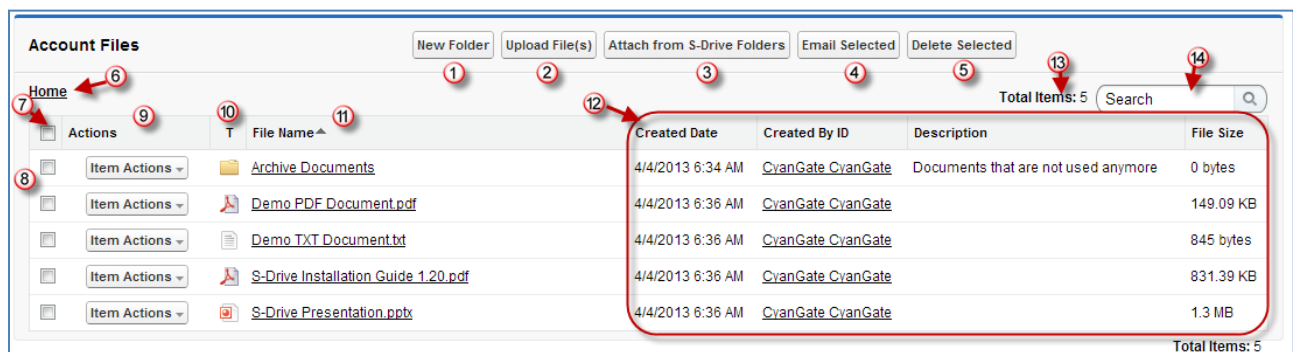 Account Files New Folder Upload File(s) Attach from S-Drive Folders Email Selected Delete Selected
1 2 3 4 5 13 14
6
Home Total Items: 5 Search
7 9 10 11 12
Actions T File Name Created Date Created By ID Description File Size
8
Item Actions Archive Documents 4/4/2013 6:34 AM CyanGate CyanGate Documents that are not used anymore 0 bytes
Item Actions Demo PDF Document.pdf 4/4/2013 6:36 AM CyanGate CyanGate 149.09 KB
Item Actions Demo TXT Document.txt 4/4/2013 6:36 AM CyanGate CyanGate 845 bytes
Item Actions S-Drive Installation Guide 1.20.pdf 4/4/2013 6:36 AM CyanGate CyanGate 831.39 KB
Item Actions S-Drive Presentation.pptx 4/4/2013 6:36 AM CyanGate CyanGate 1.3 MB
Total Items: 5